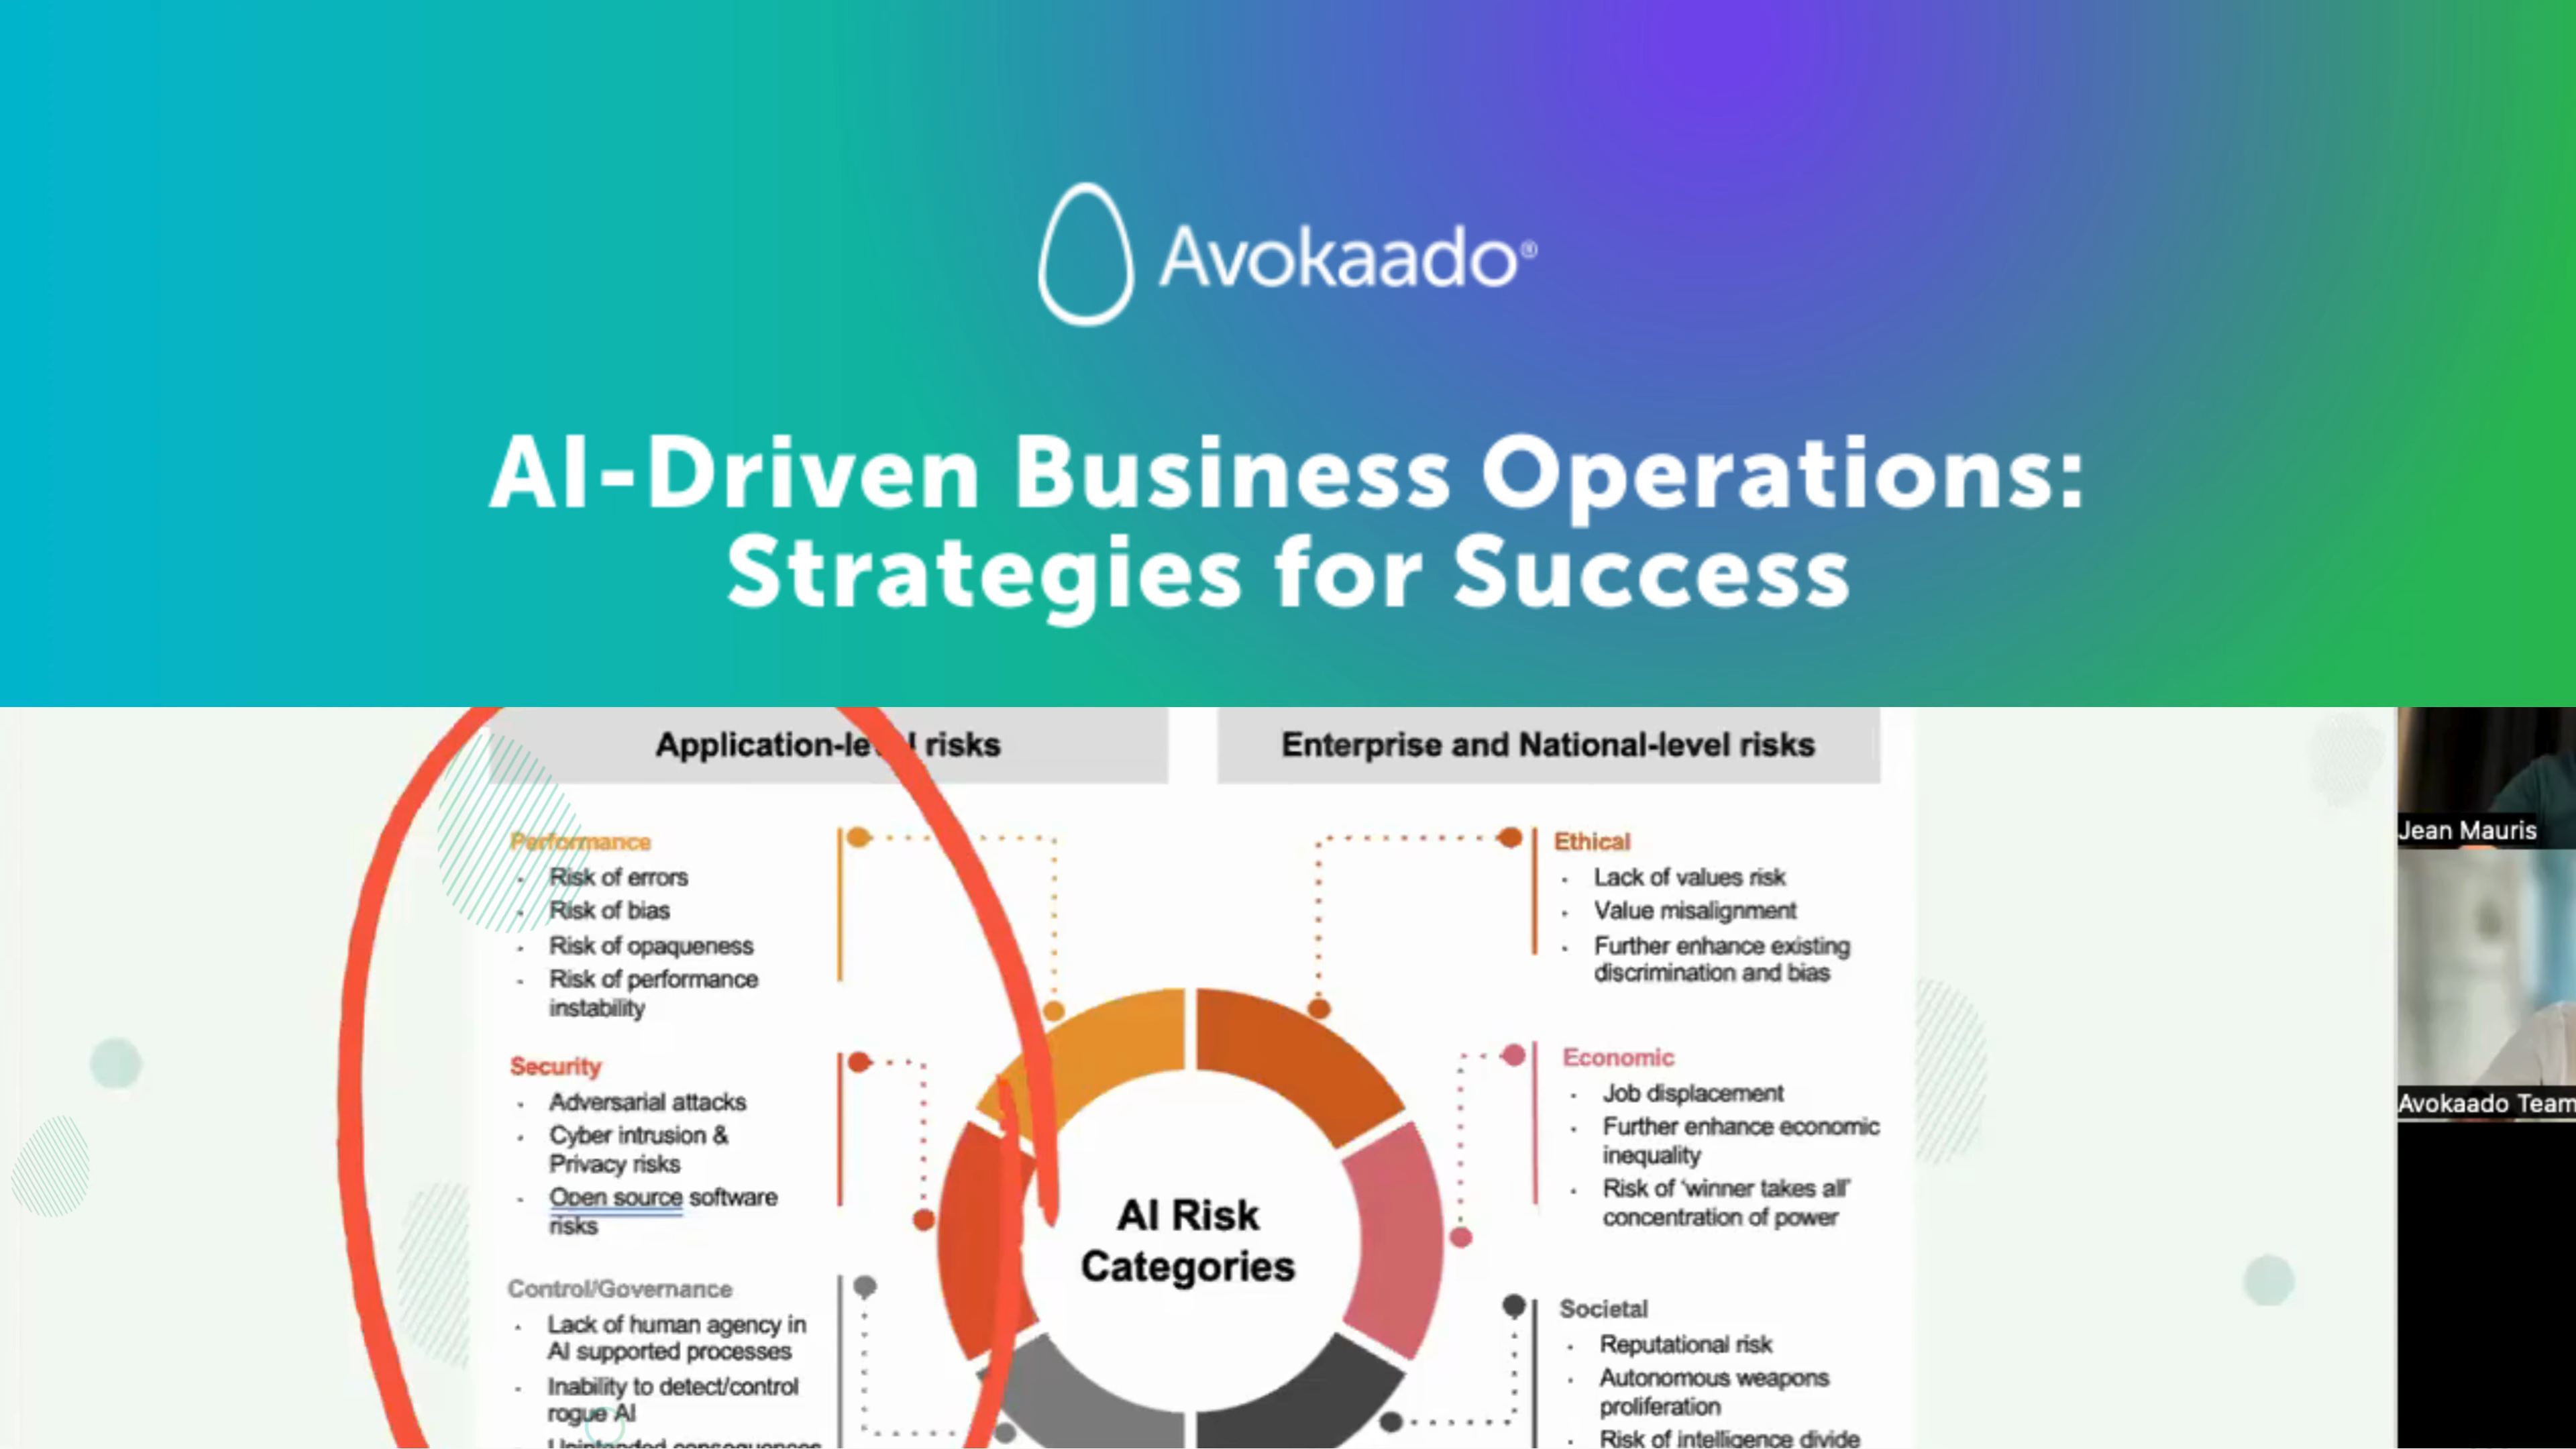 Avokaado®
AI-Driven Business Operations:
Strategies for Success
Application-level risks
Performance
· Risk of errors
· Risk of bias
· Risk of opaqueness
· Risk of performance
instability
Security
· Adversarial attacks
· Cyber intrusion &
Privacy risks
· Open source software
risks
Control/Governance
· Lack of human agency in
AI supported processes
· Inability to detect/control
rogue AI
Unintended consequences
AI Risk
Categories
Enterprise and National-level risks
Ethical
· Lack of values risk
· Value misalignment
· Further enhance existing
discrimination and bias
Economic
· Job displacement
· Further enhance economic
inequality
· Risk of ‘winner takes all’
concentration of power
Societal
· Reputational risk
· Autonomous weapons
proliferation
· Risk of intelligence divide
Jean Mauris
Avokaado Team